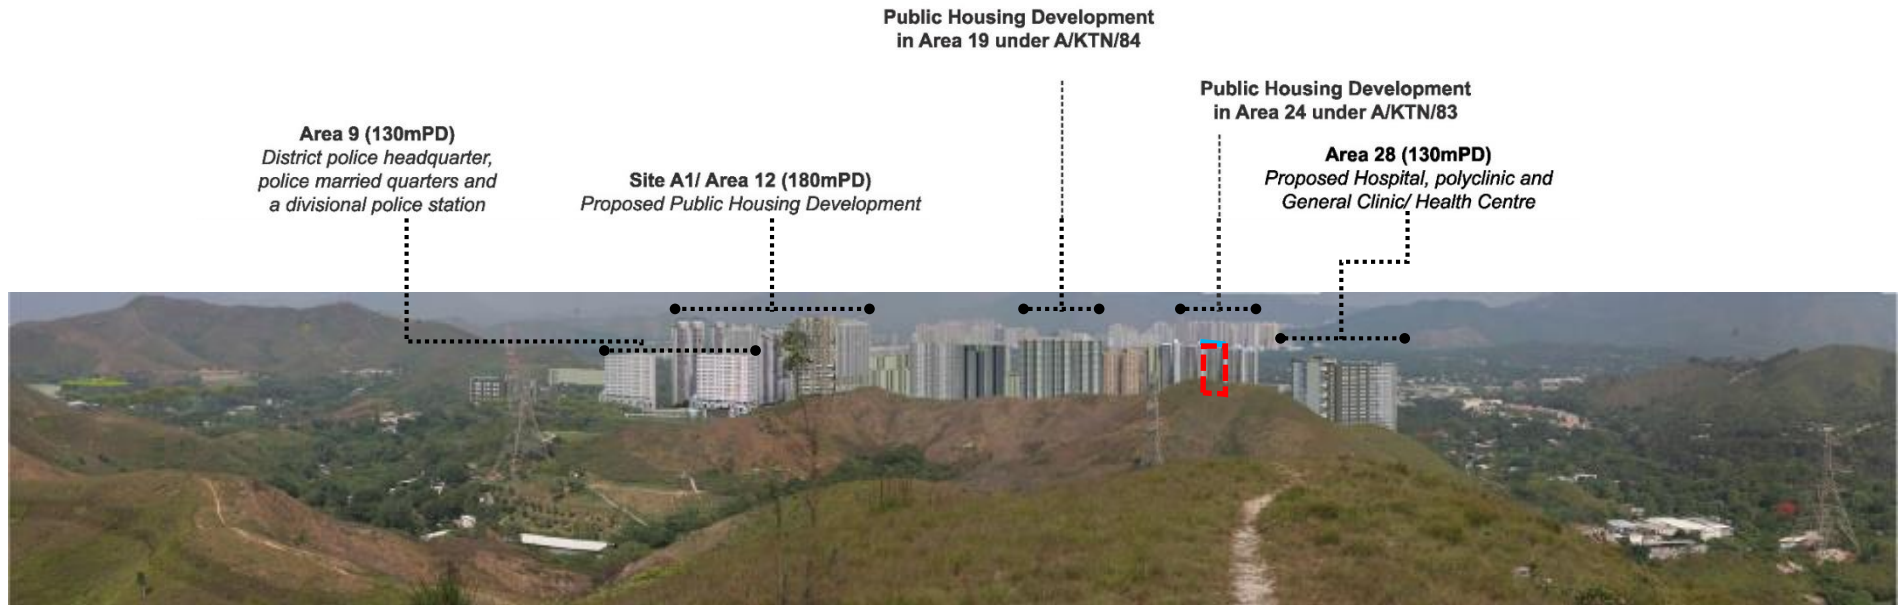 Public Housing Development
in Area 19 under A/KTN/84
Public Housing Development
in Area 24 under A/KTN/83
Area 9 (130mPD)
District police headquarter,
police married quarters and
a divisional police station
Site A1/ Area 12 (180mPD)
Proposed Public Housing Development
Area 28 (130mPD)
Proposed Hospital, polyclinic and
General Clinic/ Health Centre